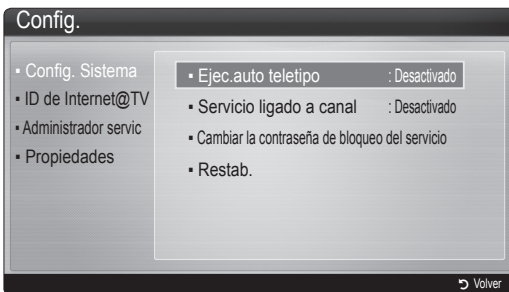 Config.
▪ Config. Sistema
▪ ID de Internet@TV
▪ Administrador servic
▪ Propiedades
▪ Ejec.auto teletipo : Desactivado
▪ Servicio ligado a canal : Desactivado
▪ Cambiar la contraseña de bloqueo del servicio
▪ Restab.
Volver